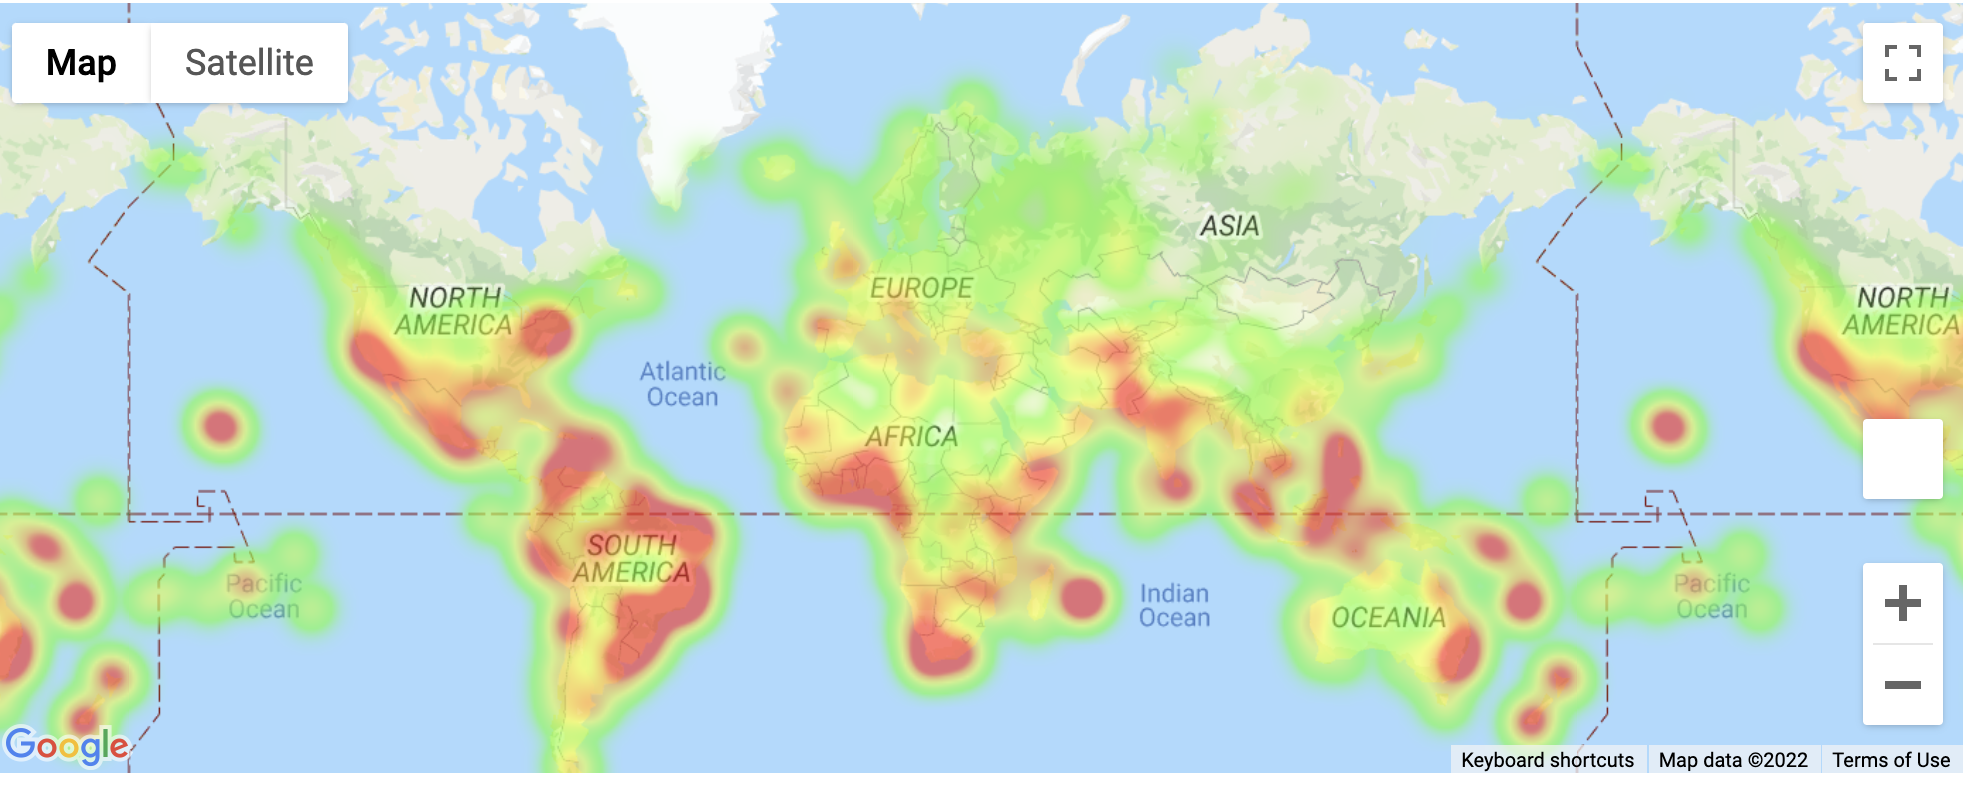 Map
Satellite
ASIA
NORTH
AMERICA
EUROPE
NORTH
AMERICA
Atlantic
Ocean
AFRICA
SOUTH
AMERICA
Pacific
Ocean
Indian
Ocean
OCEANIA
Pacific
Ocean
Google
Keyboard shortcuts
Map data ©2022
Terms of Use